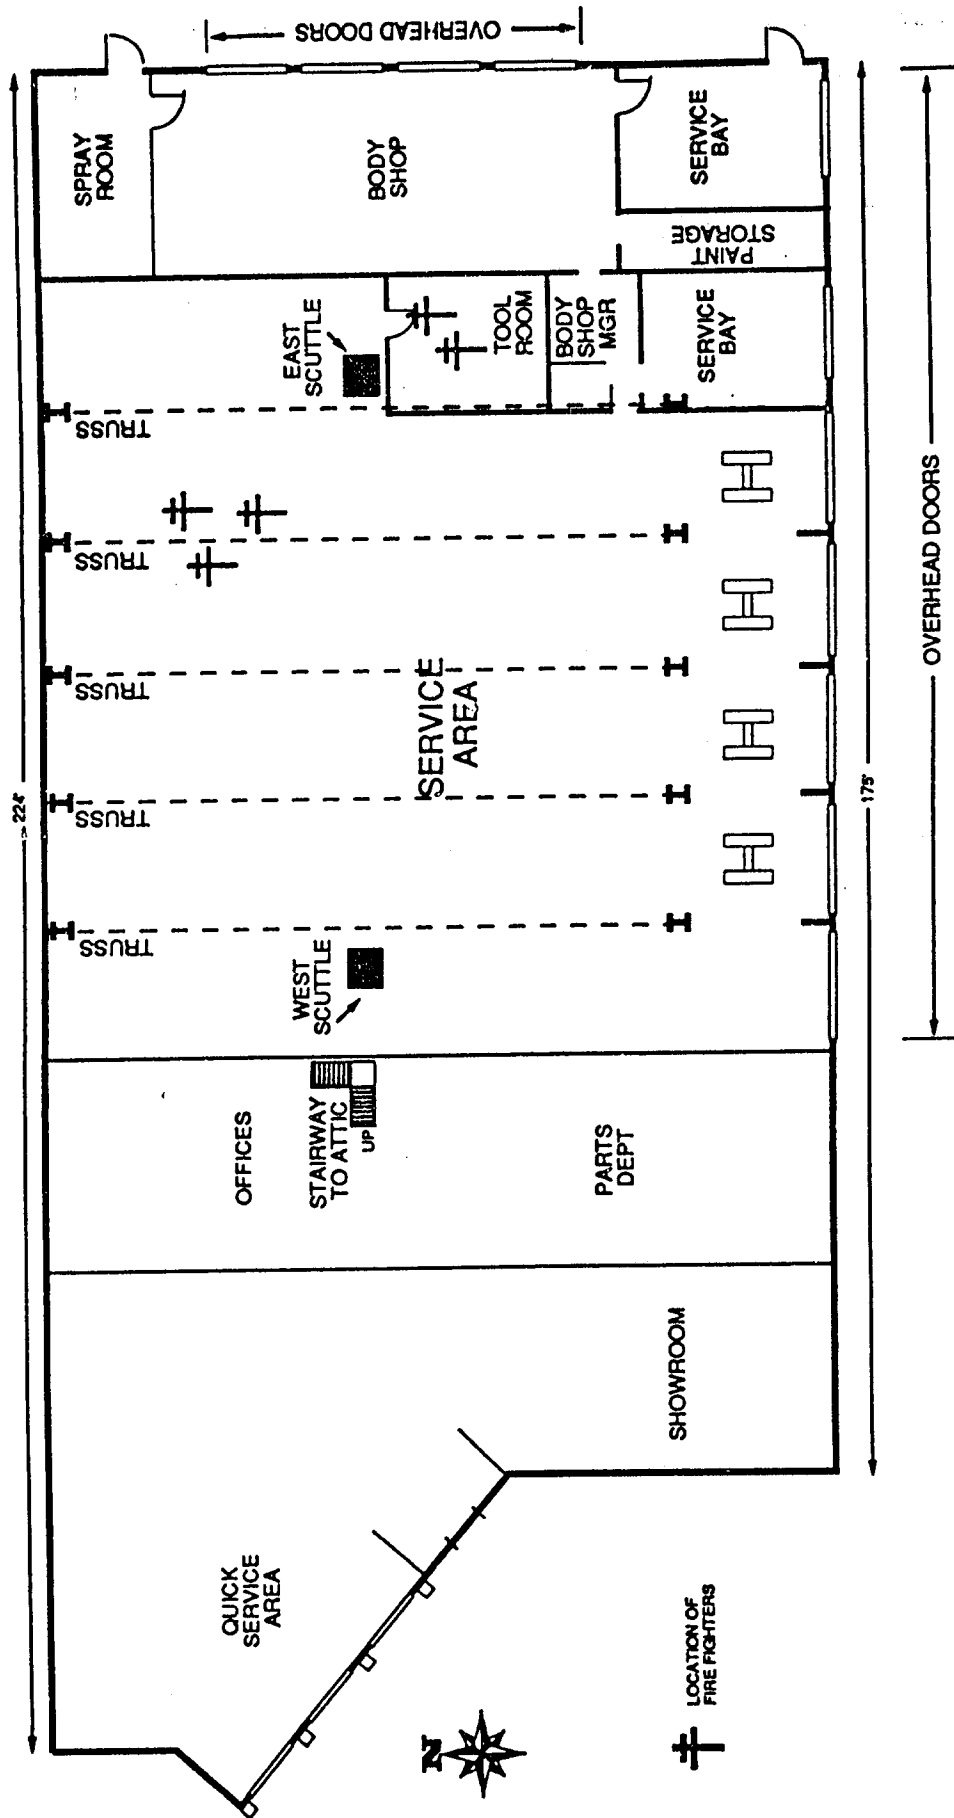 OVERHEAD DOORS
SPRAY
ROOM
BODY
SHOP
SERVICE
BAY
PAINT
STORAGE
EAST
SCUTTLE
TOOL
ROOM
BODY
SHOP
MGR
SERVICE
BAY
TRUSS
TRUSS
TRUSS
TRUSS
TRUSS
SERVICE
AREA
224'
175'
OVERHEAD DOORS
WEST
SCUTTLE
OFFICES
STAIRWAY
TO ATTIC
UP
PARTS
DEPT
SHOWROOM
QUICK
SERVICE
AREA
N
LOCATION OF
FIRE FIGHTERS